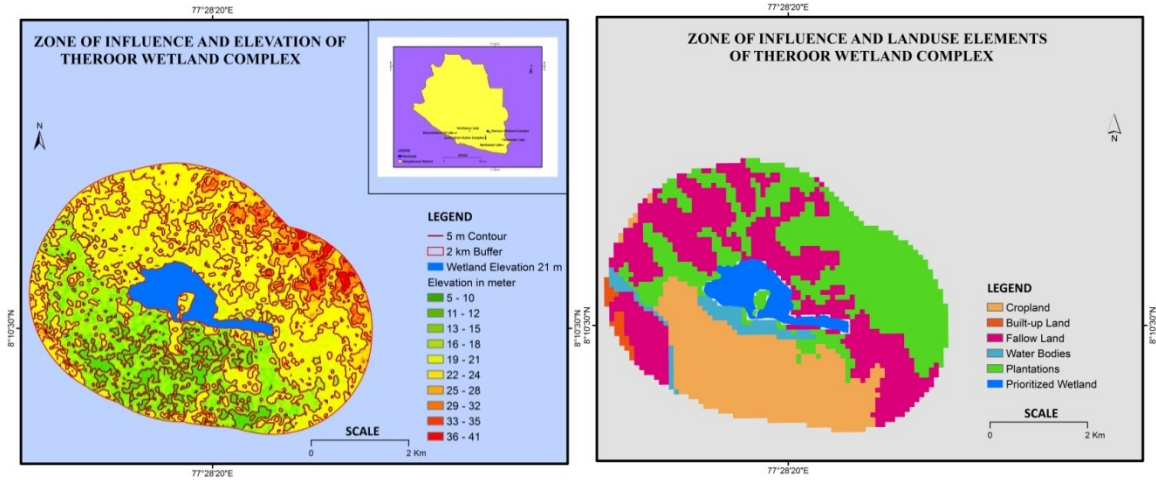 77°28'20"E
ZONE OF INFLUENCE AND ELEVATION OF
THEROOR WETLAND COMPLEX
N
LEGEND
LEGEND
5 m Contour
2 km Buffer
Wetland Elevation 21 m
Elevation in meter
5 - 10
11 - 12
13 - 15
16 - 18
19 - 21
22 - 24
25 - 28
29 - 32
33 - 35
36 - 41
8°10'30"N
8°10'30"N
SCALE
0 2 Km
77°28'20"E
77°28'20"E
ZONE OF INFLUENCE AND LANDUSE ELEMENTS
OF THEROOR WETLAND COMPLEX
N
LEGEND
Cropland
Built-up Land
Fallow Land
Water Bodies
Plantations
Prioritized Wetland
8°10'30"N
SCALE
0 2 Km
77°28'20"E